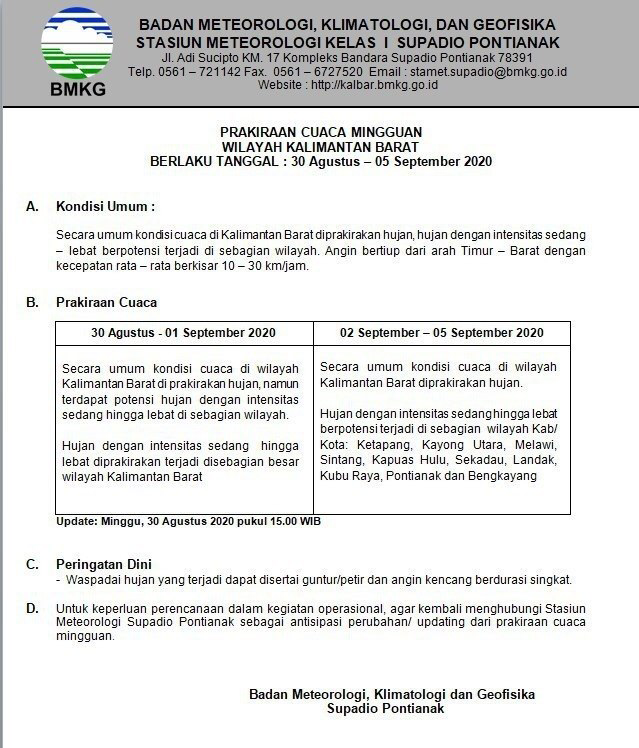 BADAN METEOROLOGI, KLIMATOLOGI, DAN GEOFISIKA
STASIUN METEOROLOGI KELAS I SUPADIO PONTIANAK
Jl. Adi Sucipto KM. 17 Kompleks Bandara Supadio Pontianak 78391
Telp. 0561 – 721142 Fax. 0561 – 6727520 Email : stamet.supadio@bmkg.go.id
Website : http://kalbar.bmkg.go.id
BMKG
PRAKIRAAN CUACA MINGGUAN
WILAYAH KALIMANTAN BARAT
BERLAKU TANGGAL : 30 Agustus – 05 September 2020
A. Kondisi Umum :
Secara umum kondisi cuaca di Kalimantan Barat diprakirakan hujan, hujan dengan intensitas sedang
– lebat berpotensi terjadi di sebagian wilayah. Angin bertiup dari arah Timur – Barat dengan
kecepatan rata – rata berkisar 10 – 30 km/jam.
B. Prakiraan Cuaca
30 Agustus - 01 September 2020
Secara umum kondisi cuaca di wilayah
Kalimantan Barat di prakirakan hujan, namun
terdapat potensi hujan dengan intensitas
sedang hingga lebat di sebagian wilayah.
Hujan dengan intensitas sedang hingga
lebat diprakirakan terjadi disebagian besar
wilayah Kalimantan Barat
02 September – 05 September 2020
Secara umum kondisi cuaca di wilayah
Kalimantan Barat diprakirakan hujan.
Hujan dengan intensitas sedang hingga lebat
berpotensi terjadi di sebagian wilayah Kab/
Kota: Ketapang, Kayong Utara, Melawi,
Sintang, Kapuas Hulu, Sekadau, Landak,
Kubu Raya, Pontianak dan Bengkayang
Update: Minggu, 30 Agustus 2020 pukul 15.00 WIB
C. Peringatan Dini
- Waspadai hujan yang terjadi dapat disertai guntur/petir dan angin kencang berdurasi singkat.
D. Untuk keperluan perencanaan dalam kegiatan operasional, agar kembali menghubungi Stasiun
Meteorologi Supadio Pontianak sebagai antisipasi perubahan/ updating dari prakiraan cuaca
mingguan.
Badan Meteorologi, Klimatologi dan Geofisika
Supadio Pontianak